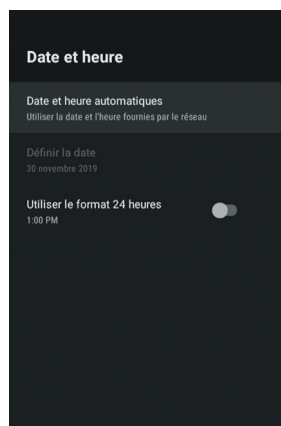 Date et heure
Date et heure automatiques
Utiliser la date et l'heure fournies par le réseau
Définir la date
30 novembre 2019
Utiliser le format 24 heures
1:00 PM